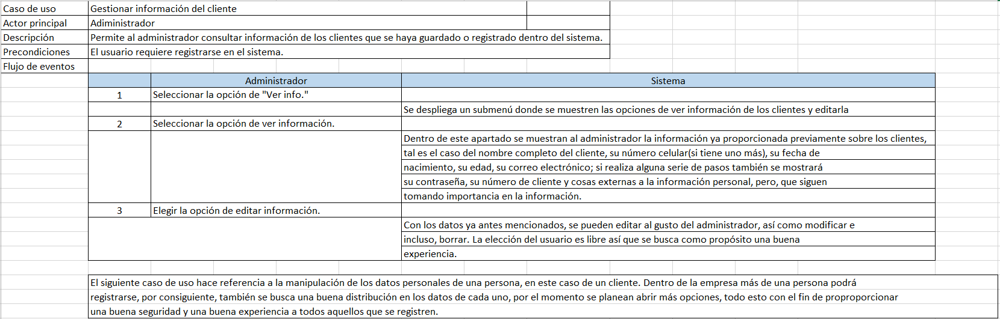 Caso de uso Gestionar información del cliente
Actor principal Adiministrador
Descripción Permite al administrador consultar información de los clientes que se haya guardado o registrado dentro del sistema.
Precondiciones El usuario requiere registrarse en el sistema.
Flujo de eventos
Administrador Sistema
1 Seleccionar la opción de "Ver info."
Se despliega un submenú donde se muestren las opciones de ver información de los clientes y editarla
2 Seleccionar la opción de ver información.
Dentro de este apartado se muestran al administrador la información ya proporcionada previamente sobre los clientes,
tal es el caso del nombre completo del cliente, su número celular(si tiene uno más), su fecha de
nacimiento, su edad, su correo electrónico; si realiza alguna serie de pasos también se mostrará
su contraseña, su número de cliente y cosas externas a la información personal, pero, que siguen
tomando importancia en la información.
3 Elegir la opción de editar información.
Con los datos ya antes mencionados, se pueden editar al gusto del administrador, así como modificar e
incluso, borrar. La elección del usuario es libre así que se busca como propósito una buena
experiencia.
El siguiente caso de uso hace referencia a la manipulación de los datos personales de una persona, en este caso de un cliente. Dentro de la empresa más de una persona podrá
registrarse, por consiguiente, también se busca una buena distribución en los datos de cada uno, por el momento se planean abrir más opciones, todo esto con el fin de proproporcionar
una buena seguridad y una buena experiencia a todos aquellos que se registren.